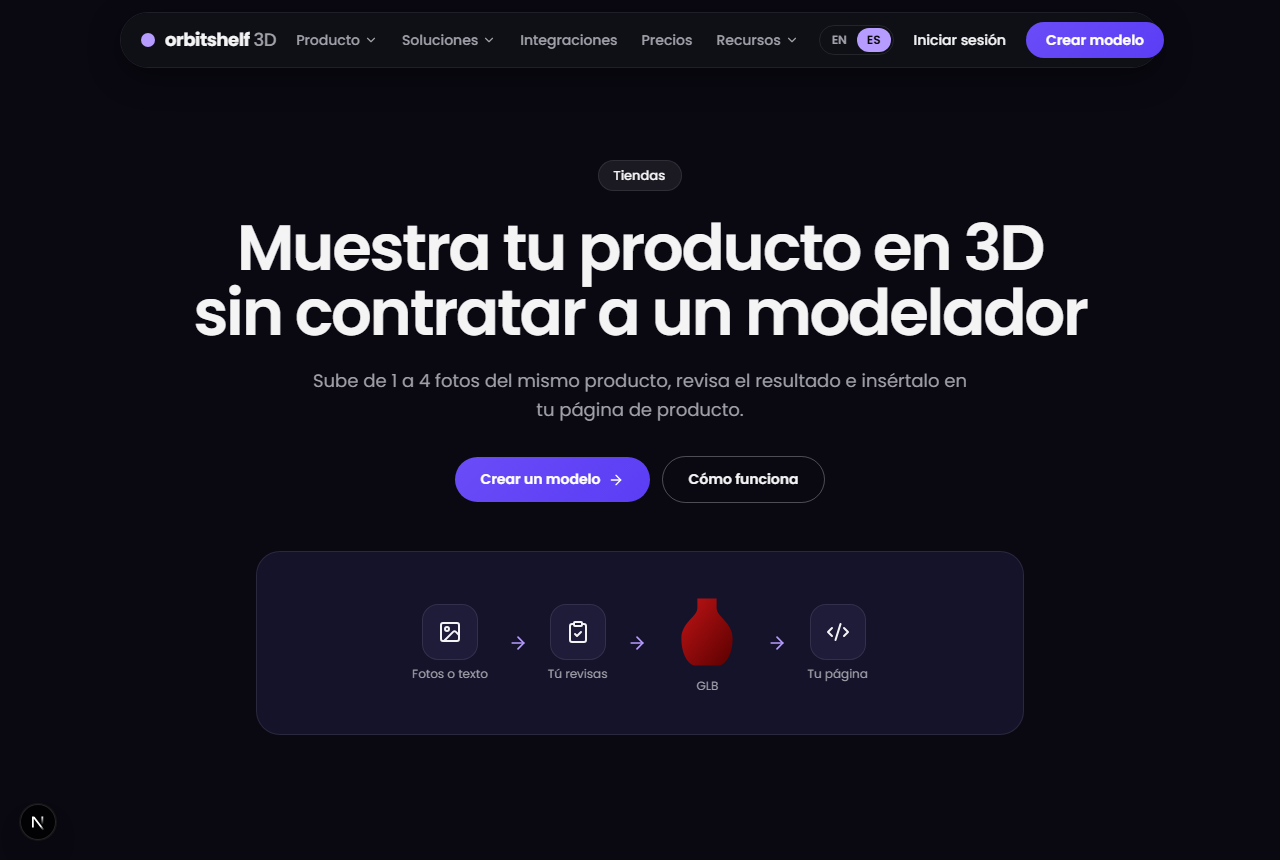 orbitshelf 3D Producto Soluciones Integraciones Precios Recursos EN ES Iniciar sesión Crear modelo
Tiendas
Muestra tu producto en 3D
sin contratar a un modelador
Sube de 1 a 4 fotos del mismo producto, revisa el resultado e insértalo en
tu página de producto.
Crear un modelo Cómo funciona
Fotos o texto Tú revisas GLB Tu página
N